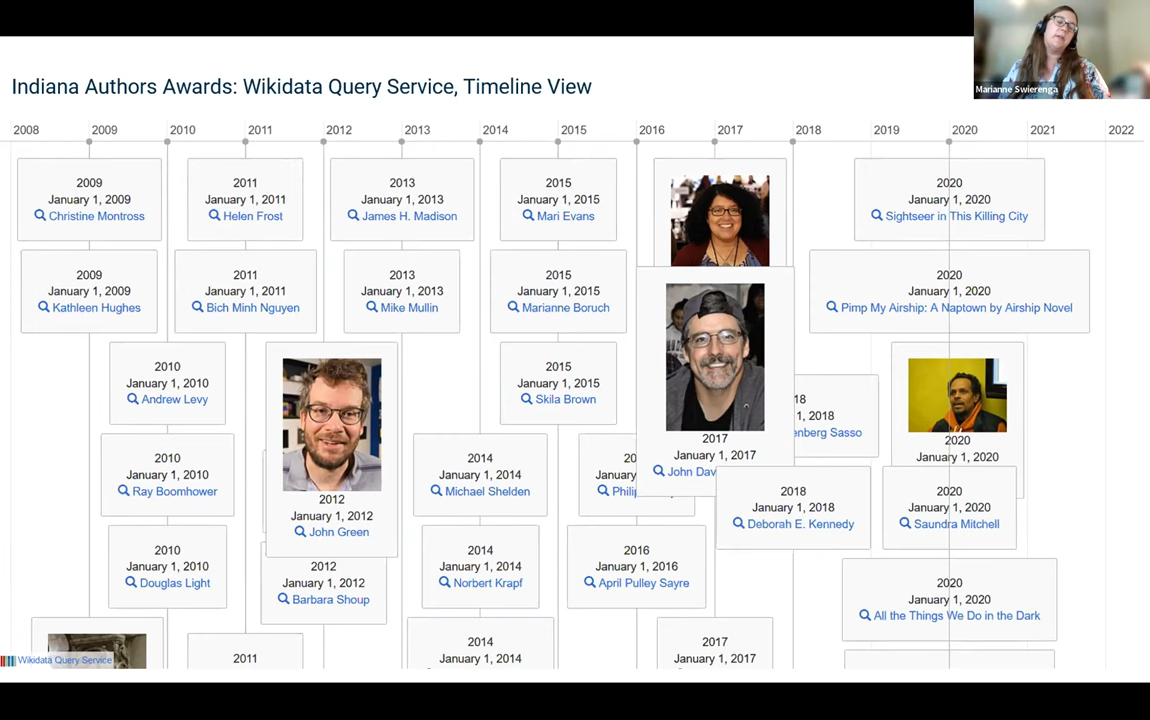 Marianne Swierenga
Indiana Authors Awards: Wikidata Query Service, Timeline View
2008 2009 2010 2011 2012 2013 2014 2015 2016 2017 2018 2019 2020 2021 2022
2009
January 1, 2009
Christine Montross
2011
January 1, 2011
Helen Frost
2013
January 1, 2013
James H. Madison
2015
January 1, 2015
Mari Evans
2020
January 1, 2020
Sightseer in This Killing City
2009
January 1, 2009
Kathleen Hughes
2011
January 1, 2011
Bich Minh Nguyen
2013
January 1, 2013
Mike Mullin
2015
January 1, 2015
Marianne Boruch
2020
January 1, 2020
Pimp My Airship: A Naptown by Airship Novel
2010
January 1, 2010
Andrew Levy
2015
January 1, 2015
Skila Brown
18
18, 2018
enberg Sasso
2017
January 1, 2017
John Dav
2020
January 1, 2020
2010
January 1, 2010
Ray Boomhower
2012
January 1, 2012
John Green
2014
January 1, 2014
Michael Shelden
20
Janua
Philip
2018
January 1, 2018
Deborah E. Kennedy
2020
January 1, 2020
Saundra Mitchell
2010
January 1, 2010
Douglas Light
2012
January 1, 2012
Barbara Shoup
2014
January 1, 2014
Norbert Krapf
2016
January 1, 2016
April Pulley Sayre
2020
January 1, 2020
All the Things We Do in the Dark
2011
2014
January 1, 2014
2017
January 1, 2017
Wikidata Query Service